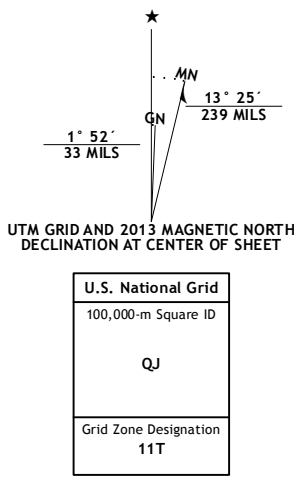 ★
MN
GN
13° 25´
239 MILS
1° 52´
33 MILS
UTM GRID AND 2013 MAGNETIC NORTH
DECLINATION AT CENTER OF SHEET
U.S. National Grid
100,000-m Square ID
QJ
Grid Zone Designation
11T